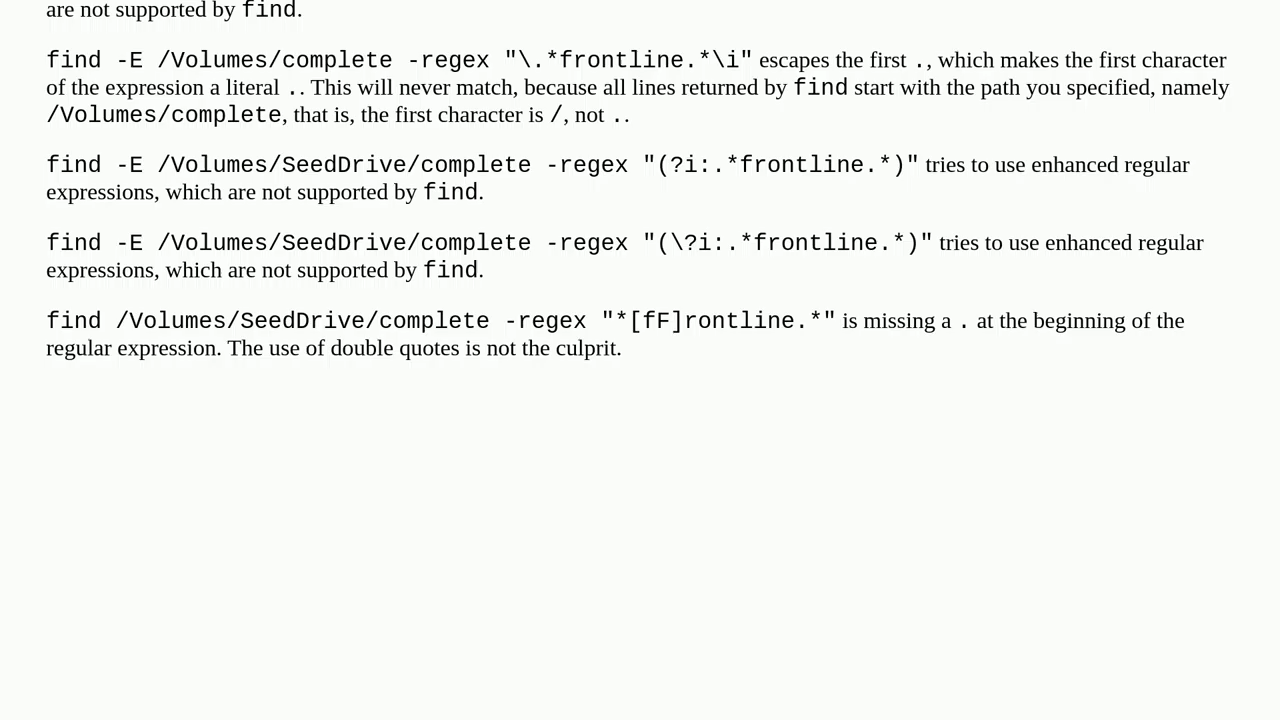 are not supported by find.
find -E /Volumes/complete -regex "\.*frontline.*\i" escapes the first ., which makes the first character
of the expression a literal .. This will never match, because all lines returned by find start with the path you specified, namely
/Volumes/complete, that is, the first character is /, not ..
find -E /Volumes/SeedDrive/complete -regex "(?i:.*frontline.*)" tries to use enhanced regular
expressions, which are not supported by find.
find -E /Volumes/SeedDrive/complete -regex "(\?i:.*frontline.*)" tries to use enhanced regular
expressions, which are not supported by find.
find /Volumes/SeedDrive/complete -regex "*[fF]rontline.*" is missing a . at the beginning of the
regular expression. The use of double quotes is not the culprit.